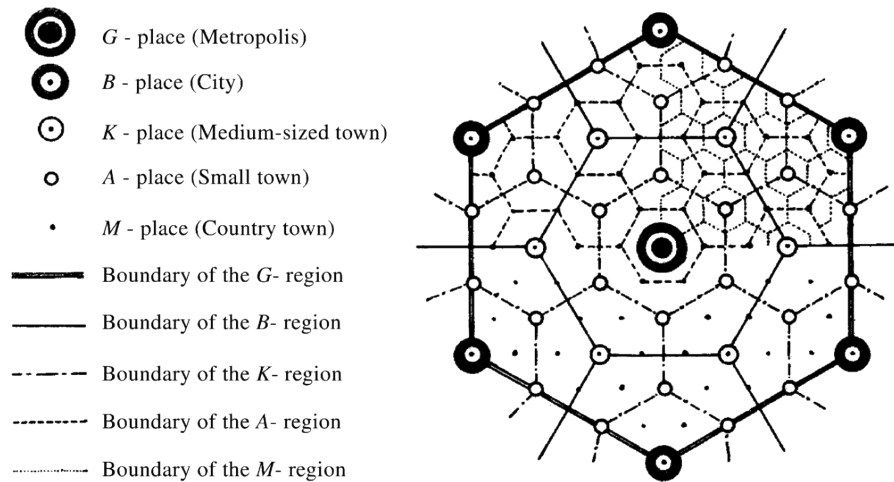 G - place (Metropolis)
B - place (City)
K - place (Medium-sized town)
A - place (Small town)
M - place (Country town)
Boundary of the G- region
Boundary of the B- region
Boundary of the K- region
Boundary of the A- region
Boundary of the M- region